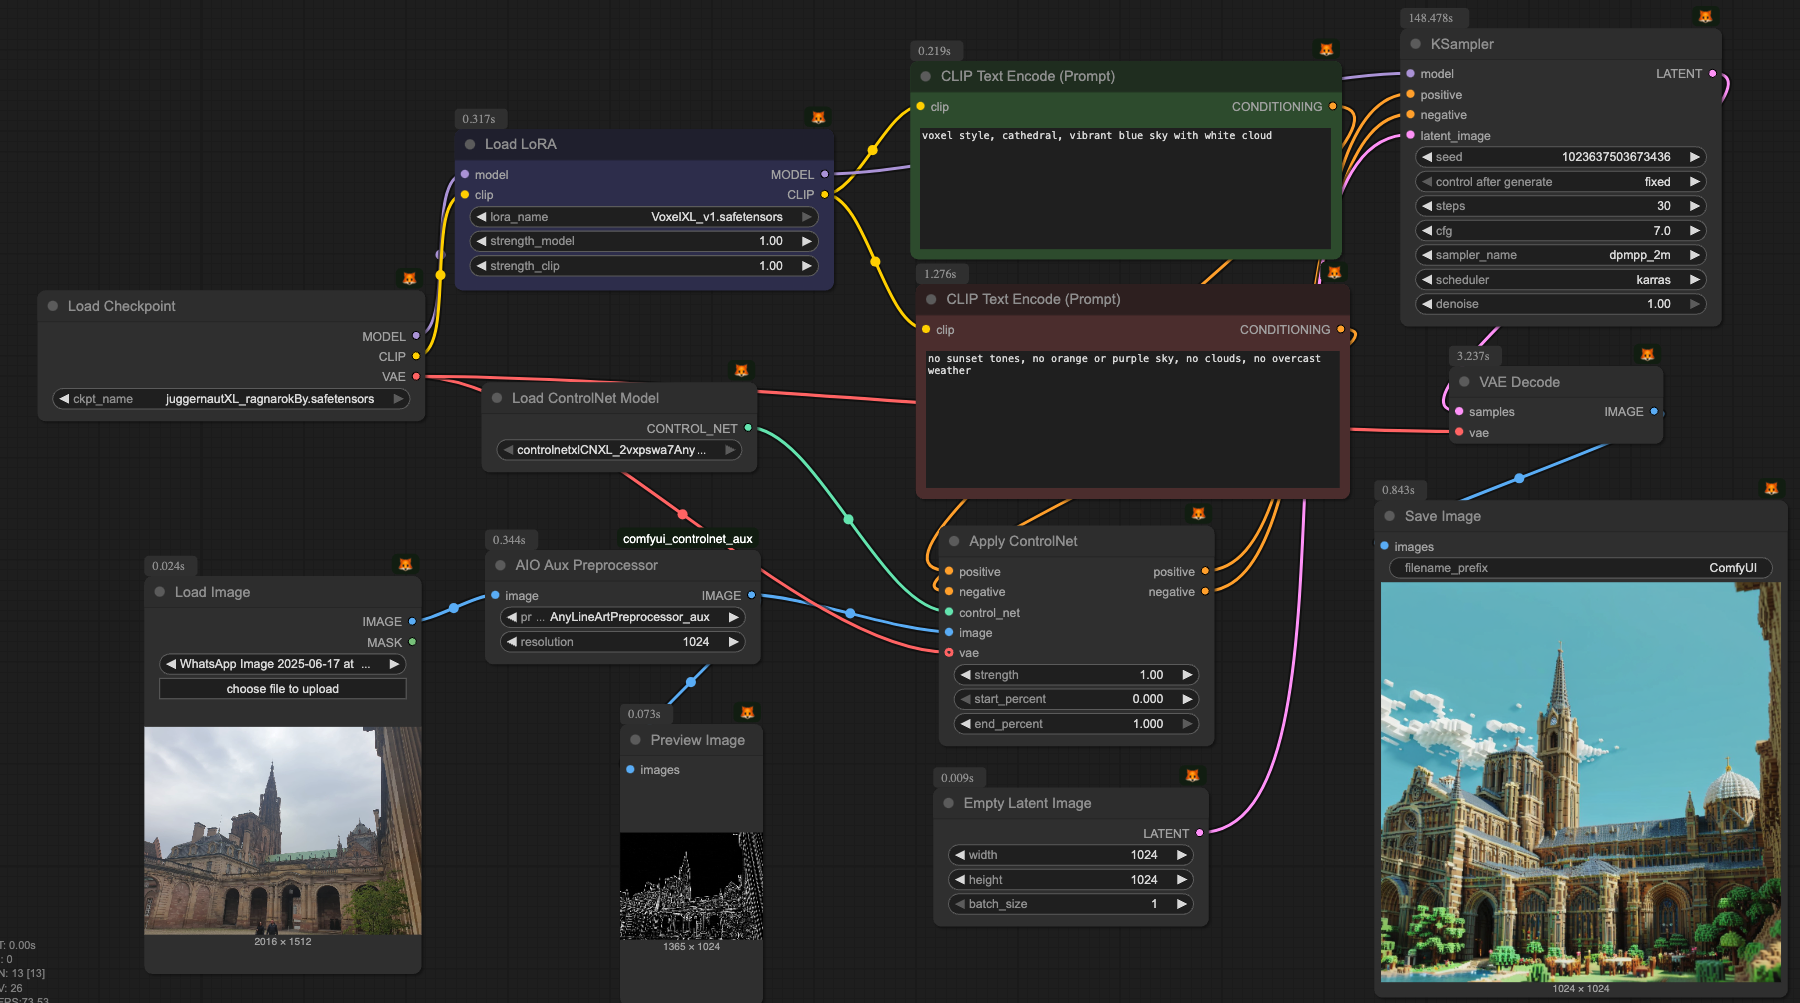 148.478s
KSampler
model
LATENT
positive
negative
latent_image
seed 1023637503673436
control after generate fixed
steps 30
cfg 7.0
sampler_name dpmpp_2m
scheduler karras
denoise 1.00
0.219s
CLIP Text Encode (Prompt)
clip
CONDITIONING
voxel style, cathedral, vibrant blue sky with white cloud
0.317s
Load LoRA
model
MODEL
clip
CLIP
lora_name VoxelXL_v1.safetensors
strength_model 1.00
strength_clip 1.00
1.276s
CLIP Text Encode (Prompt)
clip
CONDITIONING
no sunset tones, no orange or purple sky, no clouds, no overcast
weather
Load Checkpoint
MODEL
CLIP
VAE
ckpt_name juggernautXL_ragnarokBy.safetensors
3.237s
VAE Decode
samples
IMAGE
vae
Load ControlNet Model
CONTROL_NET
controlnetxlCNXL_2vxpswa7Any ...
0.843s
Save Image
images
filename_prefix ComfyUI
1024 × 1024
comfyui_controlnet_aux
0.344s
AIO Aux Preprocessor
image
IMAGE
pr ... AnyLineArtPreprocessor_aux
resolution 1024
Apply ControlNet
positive
positive
negative
negative
control_net
image
vae
strength 1.00
start_percent 0.000
end_percent 1.000
0.024s
Load Image
IMAGE
MASK
WhatsApp Image 2025-06-17 at ...
choose file to upload
2016 × 1512
0.073s
Preview Image
images
1365 × 1024
0.009s
Empty Latent Image
LATENT
width 1024
height 1024
batch_size 1
T: 0.00s
: 0
N: 13 [13]
V: 26
FPS:73.53